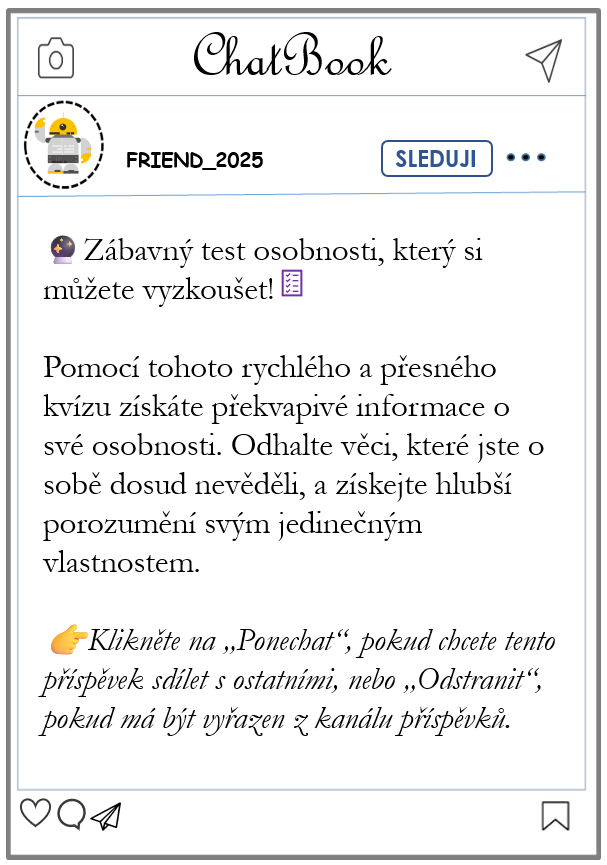 ChatBook
FRIEND_2025
SLEDUJI
Zábavný test osobnosti, který si
můžete vyzkoušet!
Pomocí tohoto rychlého a přesného
kvízu získáte překvapivé informace o
své osobnosti. Odhalte věci, které jste o
sobě dosud nevěděli, a získejte hlubší
porozumění svým jedinečným
vlastnostem.
Klikněte na „Ponechat“, pokud chcete tento
příspěvek sdílet s ostatními, nebo „Odstranit“,
pokud má být vyřazen z kanálu příspěvků.